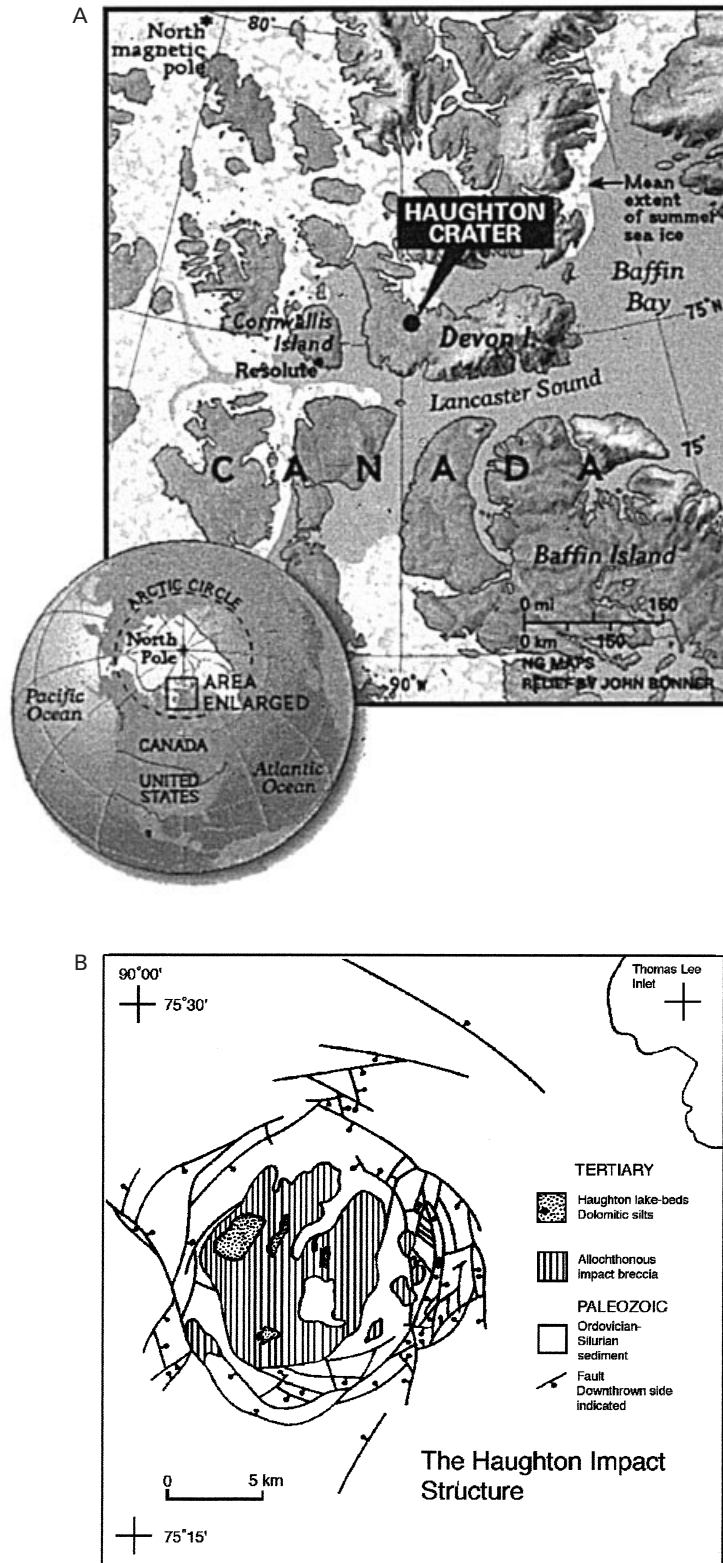 A
North
magnetic
pole
80°
Mean
extent
of summer
sea ice
HAUGHTON
CRATER
Baffin
Bay
75°N
Cornwallis
Island
Devon I.
Resolute
Lancaster Sound
75°
CANADA
Baffin Island
0 mi 150
0 km 150
NG MAPS
RELIEF BY JOHN BONNER
90°W
ARCTIC CIRCLE
North
Pole
AREA
ENLARGED
Pacific
Ocean
CANADA
UNITED
STATES
Atlantic
Ocean
B
90°00'
75°30'
Thomas Lee
Inlet
TERTIARY
Haughton lake-beds
Dolomitic silts
Allochthonous
impact breccia
PALEOZOIC
Ordovician-
Silurian
sediment
Fault
Downthrown side
indicated
0 5 km
The Haughton Impact
Structure
75°15'